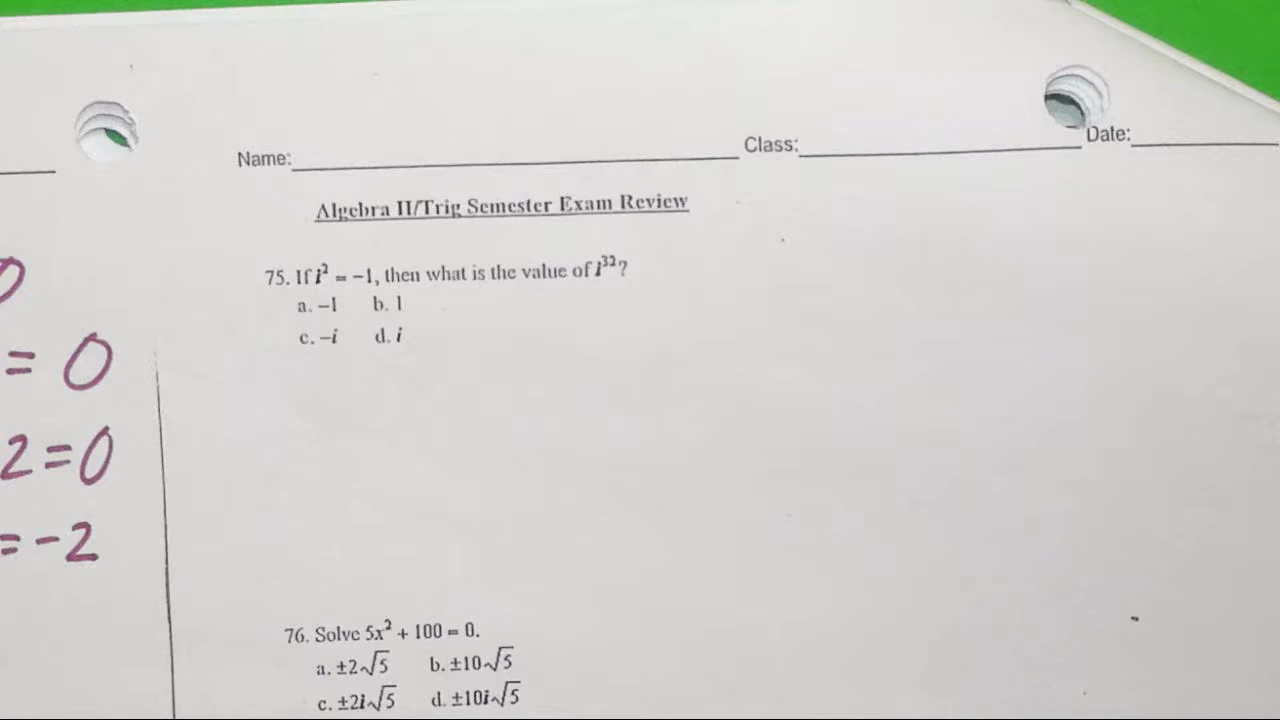 Name: Class: Date:
Algebra II/Trig Semester Exam Review
75. If i² = −1, then what is the value of i³²?
a. −1 b. 1
c. −i d. i
= 0
2=0
=-2
76. Solve 5x² + 100 = 0.
a. ±2√5 b. ±10√5
c. ±2i√5 d. ±10i√5